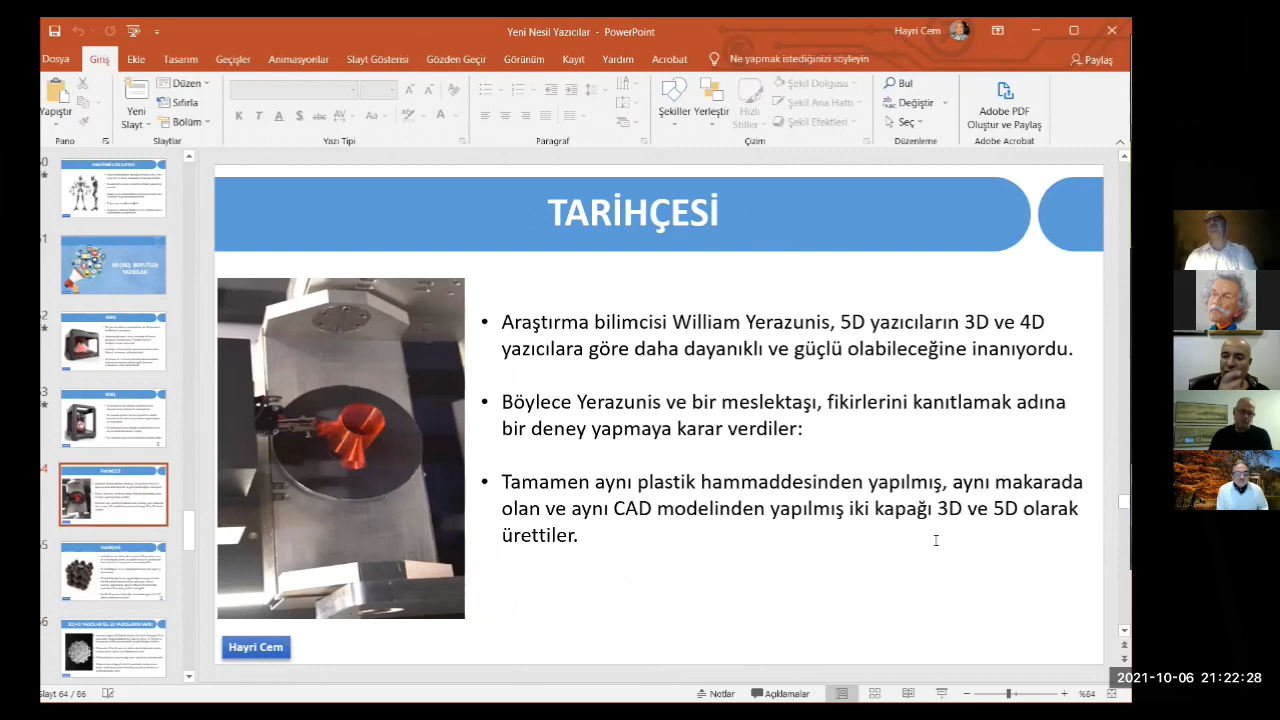 Yeni Nesil Yazıcılar - PowerPoint
Hayri Cem
Dosya
Giriş
Ekle
Tasarım
Geçişler
Animasyonlar
Slayt Gösterisi
Gözden Geçir
Görünüm
Kayıt
Yardım
Acrobat
Ne yapmak istediğinizi söyleyin
Paylaş
Yapıştır
Yeni
Slayt
Düzen
Sıfırla
Bölüm
K T A S abc AV Aa A
Şekiller
Yerleştir
Hızlı
Stiller
Şekil Dolgusu
Şekil Ana Hattı
Şekil Efektleri
Bul
Değiştir
Seç
Adobe PDF
Oluştur ve Paylaş
Pano
Slaytlar
Yazı Tipi
Paragraf
Çizim
Düzenleme
Adobe Acrobat
TARİHÇESİ
• Araştırma bilimcisi William Yerazunis, 5D yazıcıların 3D ve 4D
yazıcılara göre daha dayanıklı ve güçlü olabileceğine inanıyordu.
• Böylece Yerazunis ve bir meslektaşı, fikirlerini kanıtlamak adına
bir deney yapmaya karar verdiler:
• Tamamen aynı plastik hammaddesinden yapılmış, aynı makarada
olan ve aynı CAD modelinden yapılmış iki kapağı 3D ve 5D olarak
ürettiler.
Hayri Cem
Slayt 64 / 86
Notlar
Açıklamalar
%84
2021-10-06 21:22:28